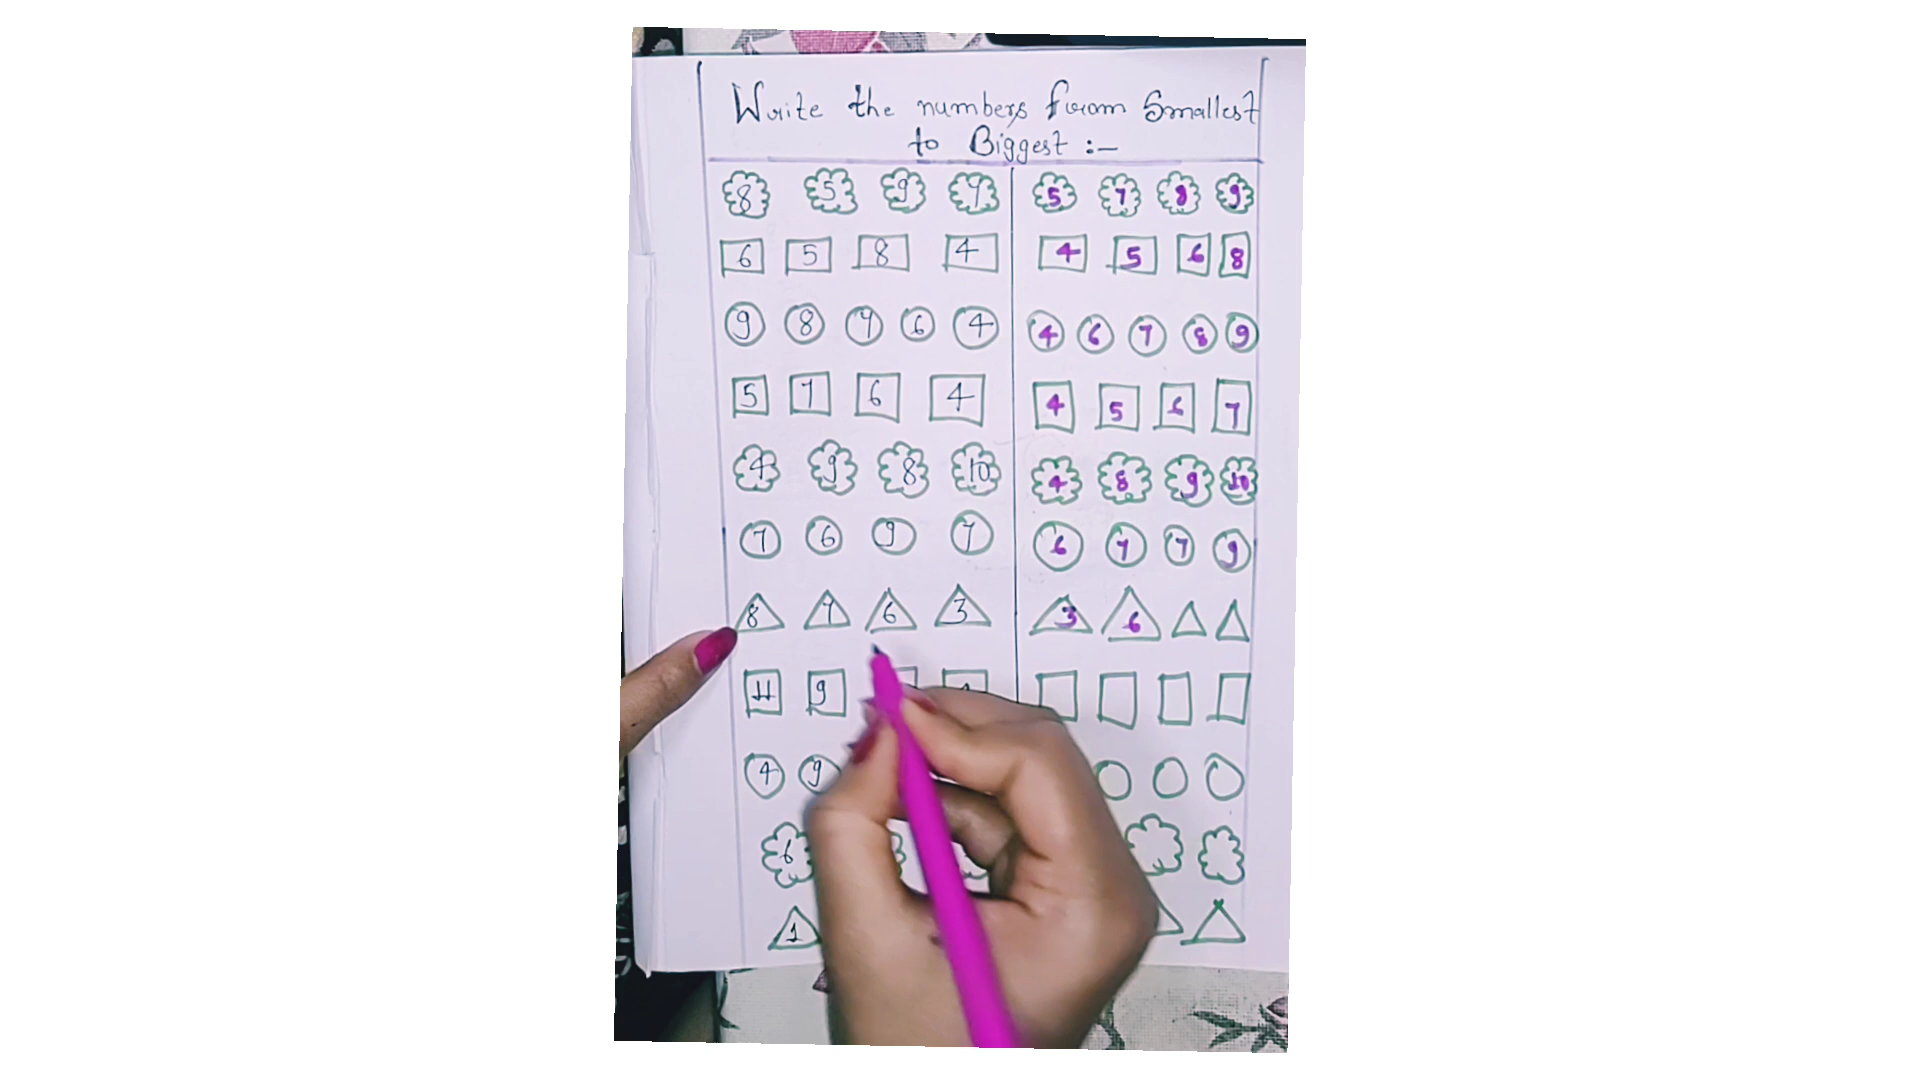 Write the numbers from Smallest
to Biggest :-
8 5 9 7 5 7 8 9
6 5 8 4 4 5 6 8
9 8 7 6 4 4 6 7 8 9
5 7 6 4 4 5 6 7
4 9 8 10 4 8 9 10
7 6 9 7 6 7 7 9
8 7 6 3 3 6
11 9
4 9
6
1